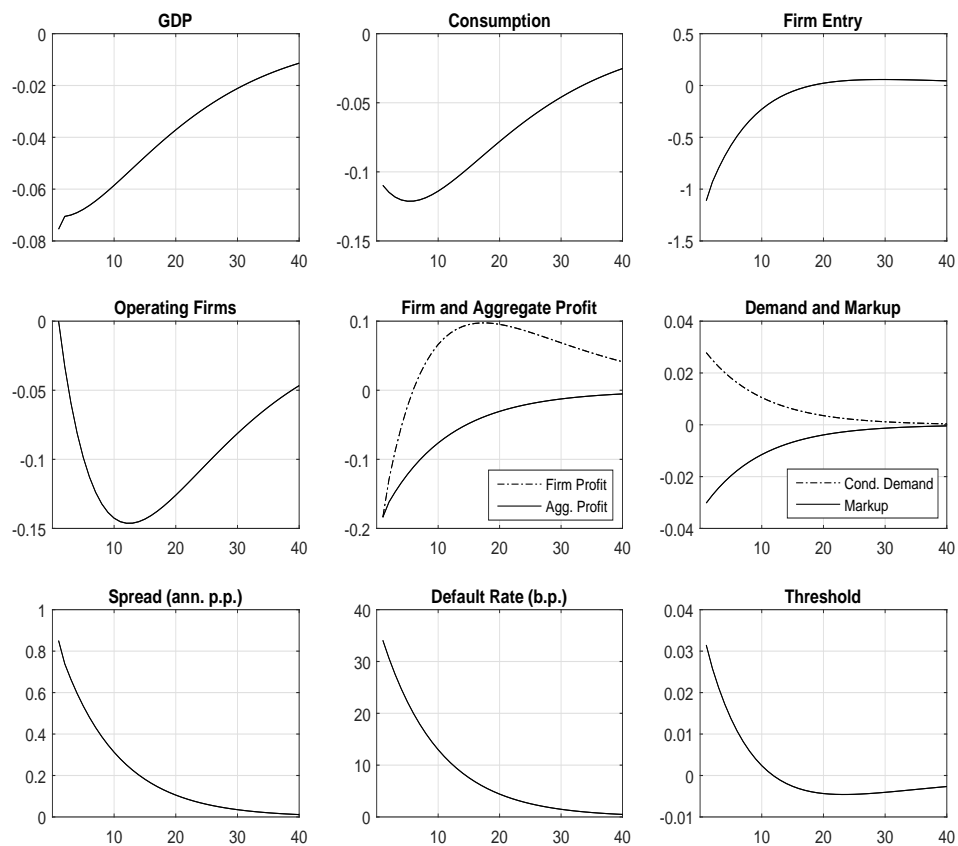 GDP
0
-0.02
-0.04
-0.06
-0.08
10 20 30 40
Consumption
0
-0.05
-0.1
-0.15
10 20 30 40
Firm Entry
0.5
0
-0.5
-1
-1.5
10 20 30 40
Operating Firms
0
-0.05
-0.1
-0.15
10 20 30 40
Firm and Aggregate Profit
0.1
0
-0.1
-0.2
Firm Profit
Agg. Profit
10 20 30 40
Demand and Markup
0.04
0.02
0
-0.02
-0.04
Cond. Demand
Markup
10 20 30 40
Spread (ann. p.p.)
1
0.8
0.6
0.4
0.2
0
10 20 30 40
Default Rate (b.p.)
40
30
20
10
0
10 20 30 40
Threshold
0.04
0.03
0.02
0.01
0
-0.01
10 20 30 40